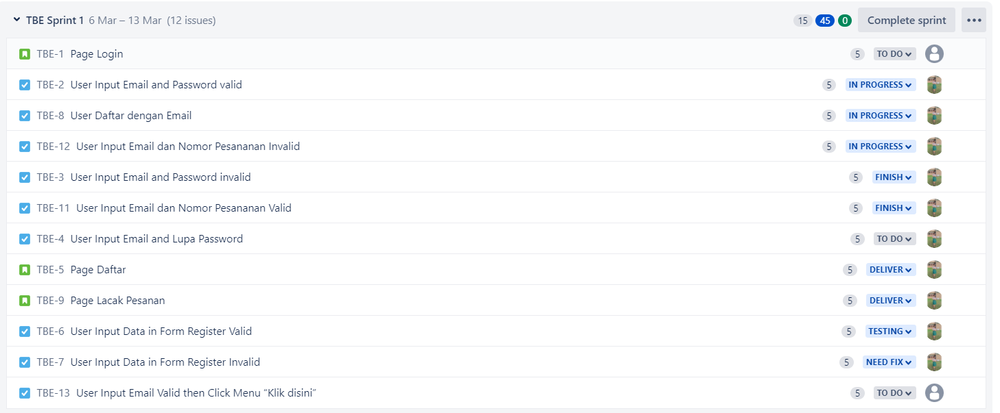 TBE Sprint 1 6 Mar – 13 Mar (12 issues) 15 45 0 Complete sprint
TBE-1 Page Login 5 TO DO
TBE-2 User Input Email and Password valid 5 IN PROGRESS
TBE-8 User Daftar dengan Email 5 IN PROGRESS
TBE-12 User Input Email dan Nomor Pesananan Invalid 5 IN PROGRESS
TBE-3 User Input Email and Password invalid 5 FINISH
TBE-11 User Input Email dan Nomor Pesananan Valid 5 FINISH
TBE-4 User Input Email and Lupa Password 5 TO DO
TBE-5 Page Daftar 5 DELIVER
TBE-9 Page Lacak Pesanan 5 DELIVER
TBE-6 User Input Data in Form Register Valid 5 TESTING
TBE-7 User Input Data in Form Register Invalid 5 NEED FIX
TBE-13 User Input Email Valid then Click Menu “Klik disini” 5 TO DO